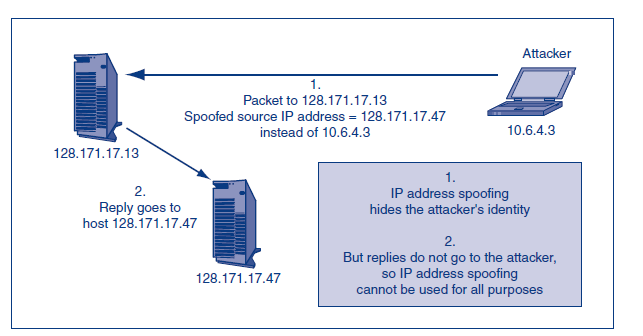 Attacker
1.
Packet to 128.171.17.13
Spoofed source IP address = 128.171.17.47
instead of 10.6.4.3
10.6.4.3
128.171.17.13
2.
Reply goes to
host 128.171.17.47
128.171.17.47
1.
IP address spoofing
hides the attacker's identity
2.
But replies do not go to the attacker,
so IP address spoofing
cannot be used for all purposes